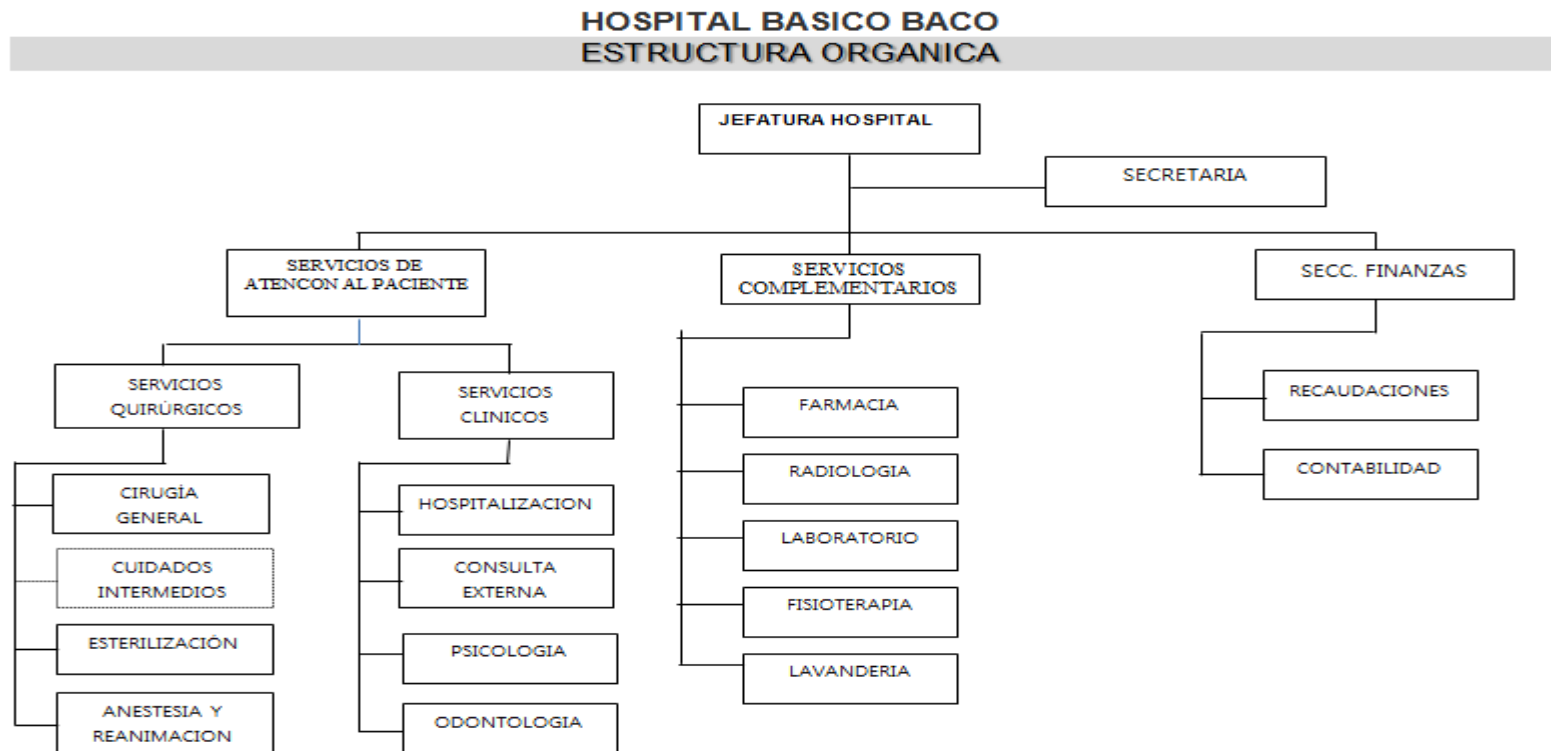 HOSPITAL BASICO BACO
ESTRUCTURA ORGANICA
JEFATURA HOSPITAL
SECRETARIA
SERVICIOS DE
ATENCON AL PACIENTE
SERVICIOS
COMPLEMENTARIOS
SECC. FINANZAS
SERVICIOS
QUIRÚRGICOS
SERVICIOS
CLINICOS
CIRUGÍA
GENERAL
CUIDADOS
INTERMEDIOS
ESTERILIZACIÓN
ANESTESIA Y
REANIMACION
HOSPITALIZACION
CONSULTA
EXTERNA
PSICOLOGIA
ODONTOLOGIA
FARMACIA
RADIOLOGIA
LABORATORIO
FISIOTERAPIA
LAVANDERIA
RECAUDACIONES
CONTABILIDAD